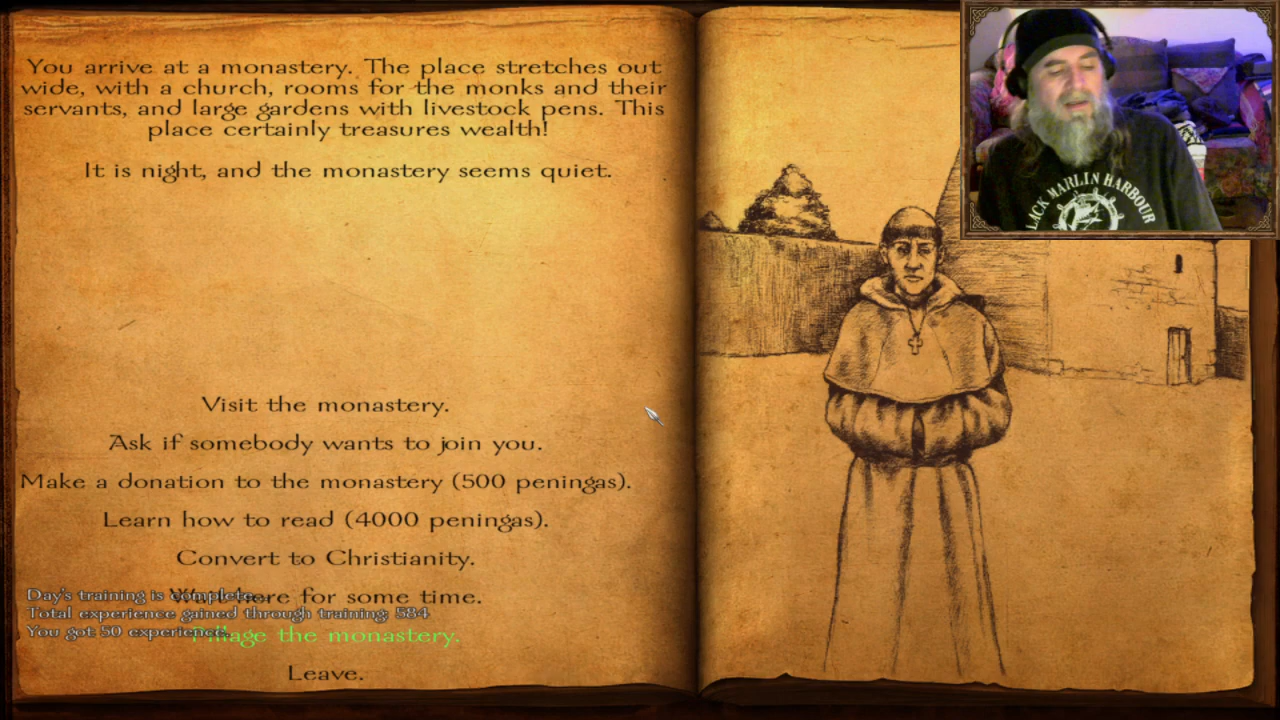 You arrive at a monastery. The place stretches out
wide, with a church, rooms for the monks and their
servants, and large gardens with livestock pens. This
place certainly treasures wealth!
It is night, and the monastery seems quiet.
Visit the monastery.
Ask if somebody wants to join you.
Make a donation to the monastery (500 peningas).
Learn how to read (4000 peningas).
Convert to Christianity.
Wait here for some time.
Day's training is complete...
Total experience gained through training: 584
You got 50 experience.
Pillage the monastery.
Leave.
LACK MARLIN HARBOUR